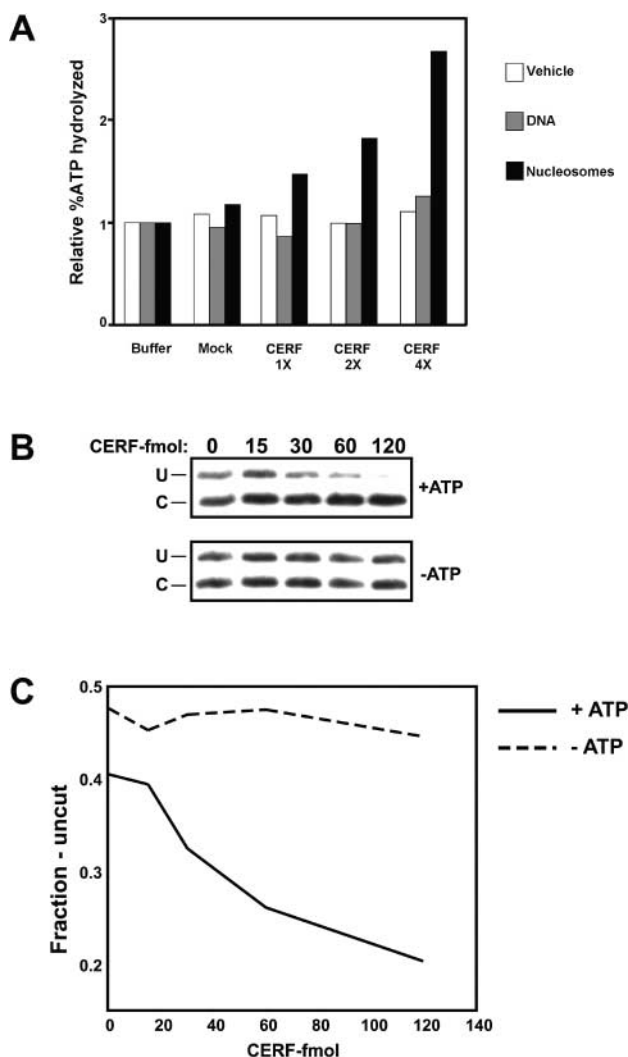 A
Relative %ATP hydrolyzed
3
2
1
0
Buffer
Mock
CERF
1X
CERF
2X
CERF
4X
Vehicle
DNA
Nucleosomes
B
CERF-fmol: 0 15 30 60 120
U
C
+ATP
U
C
-ATP
C
Fraction - uncut
0.5
0.4
0.3
0.2
0 20 40 60 80 100 120 140
CERF-fmol
+ ATP
- ATP